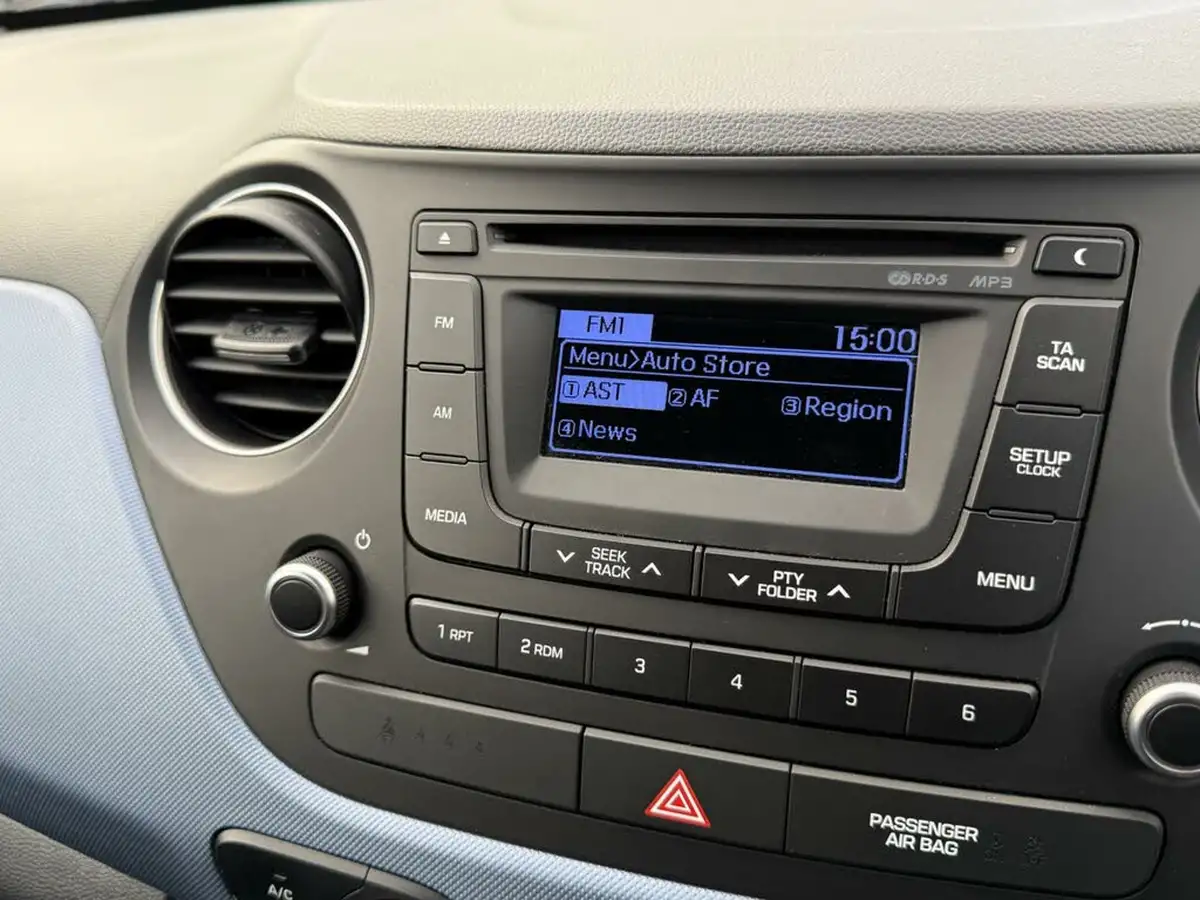 RDS MP3
FM
FM1 15:00
Menu>Auto Store
①AST ②AF ③Region
④News
TA
SCAN
AM
SETUP
CLOCK
MEDIA
SEEK
TRACK
PTY
FOLDER
MENU
1 RPT
2 RDM
3
4
5
6
PASSENGER
AIR BAG
A/C